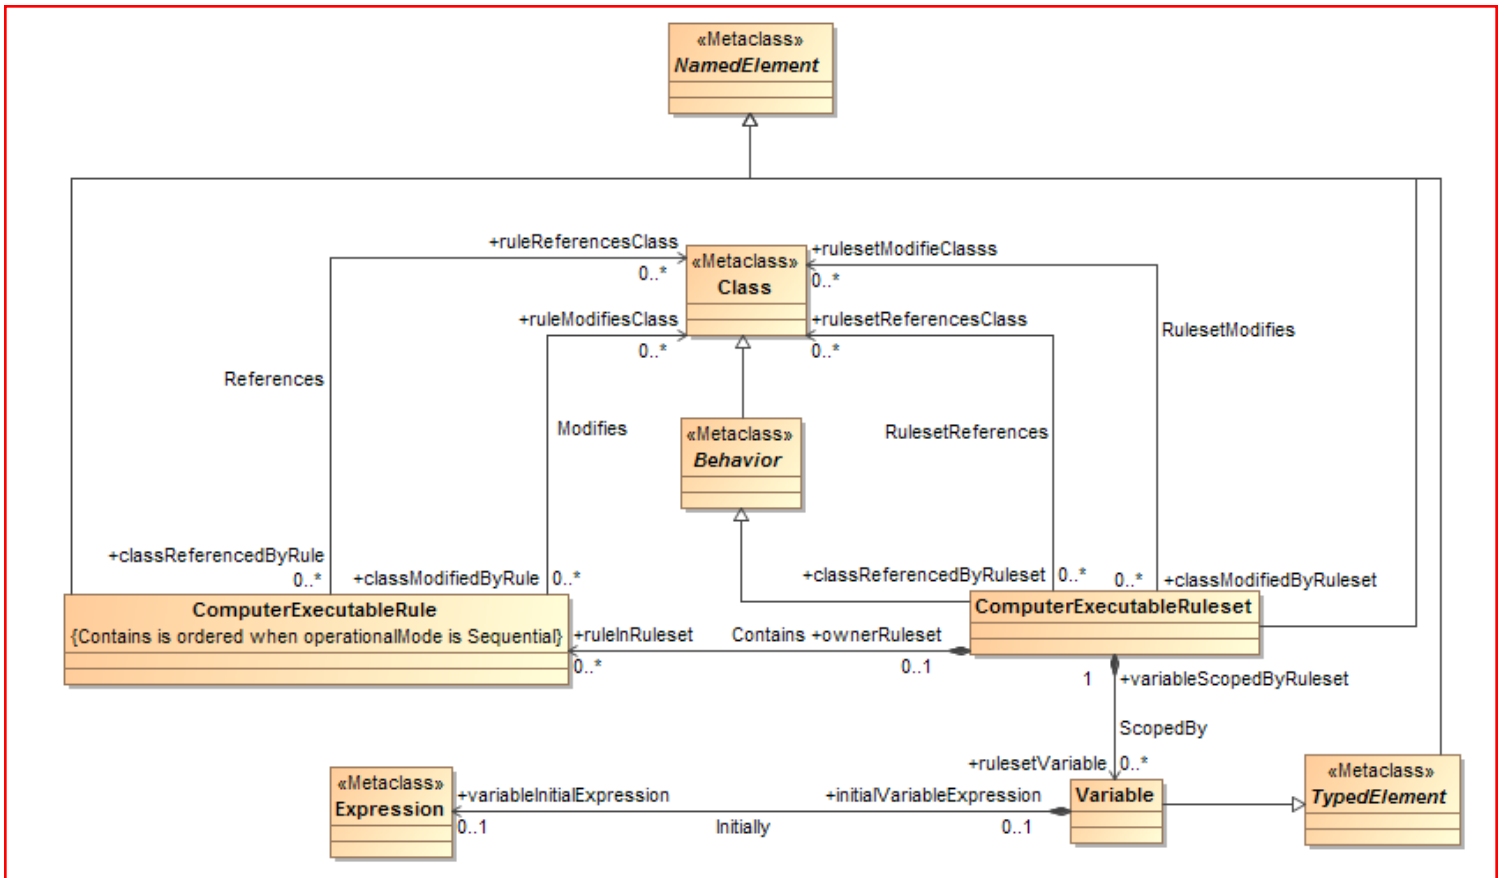 «Metaclass»
NamedElement
+ruleReferencesClass
0..*
«Metaclass»
Class
+rulesetModifieClasss
0..*
+ruleModifiesClass
0..*
+rulesetReferencesClass
0..*
RulesetModifies
References
Modifies
«Metaclass»
Behavior
RulesetReferences
+classReferencedByRule
0..*
+classModifiedByRule
0..*
+classReferencedByRuleset
0..*
0..*
+classModifiedByRuleset
ComputerExecutableRule
{Contains is ordered when operationalMode is Sequential}
+ruleInRuleset
0..*
Contains
+ownerRuleset
0..1
ComputerExecutableRuleset
1
+variableScopedByRuleset
ScopedBy
+rulesetVariable
0..*
«Metaclass»
Expression
+variableInitialExpression
0..1
Initially
+initialVariableExpression
0..1
Variable
«Metaclass»
TypedElement